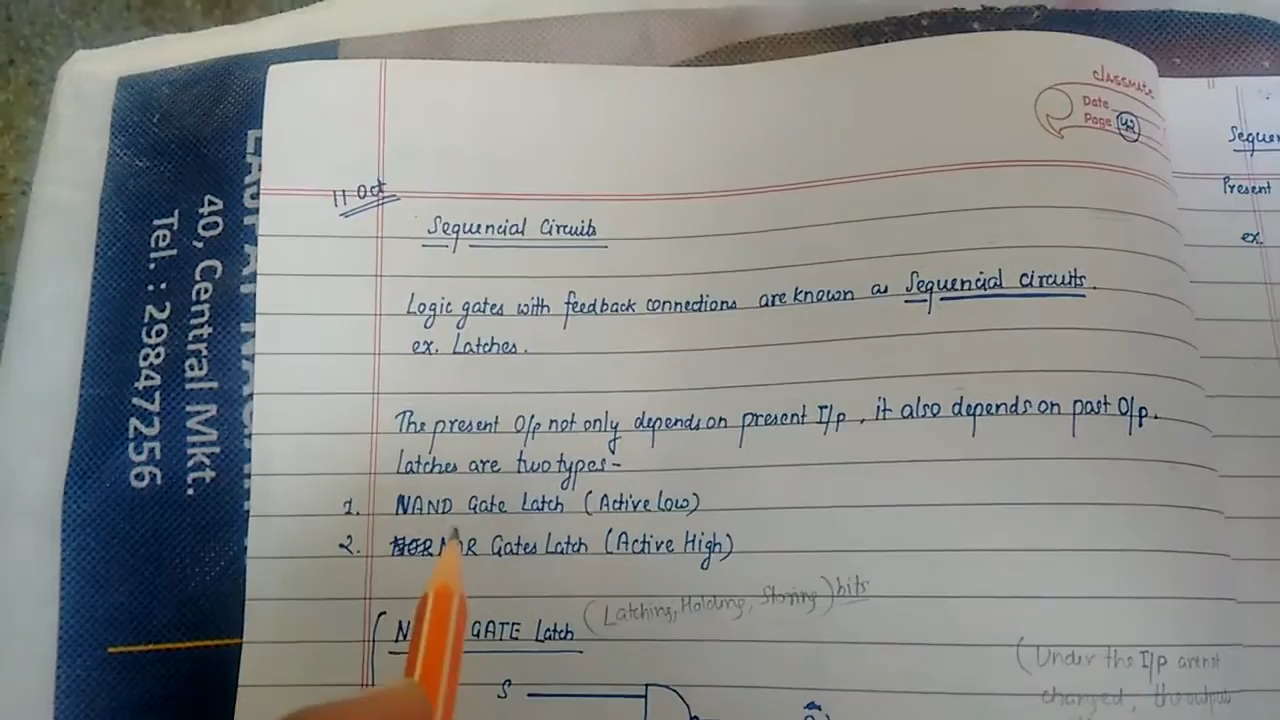 classmate
Date
Page 42
11 Oct
Sequencial Circuits
Logic gates with feedback connections are known as Sequencial circuits.
ex. Latches.
The present O/p not only depends on present I/p, it also depends on past O/p.
Latches are two types-
1. NAND Gate Latch (Active Low)
2. NOR Gates Latch (Active High)
GATE Latch (Latching, Holding, Storing) bits
S
(Under the I/p arenst
changed, the output
Present
ex.
40, Central Mkt.
Tel. : 29847256